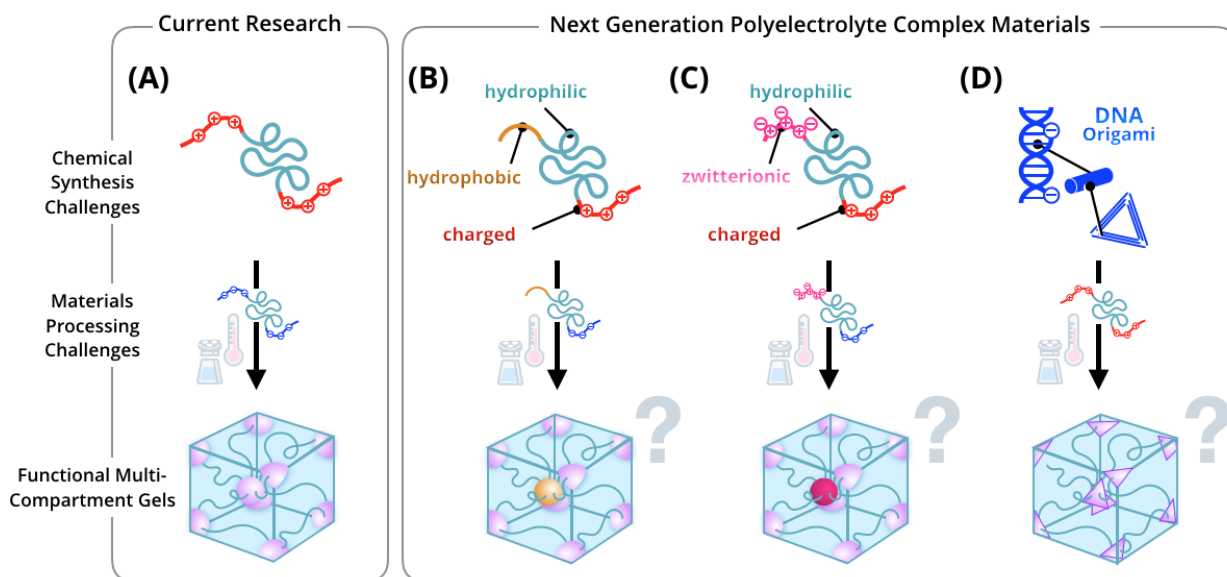 Current Research
Next Generation Polyelectrolyte Complex Materials
(A)
(B)
(C)
(D)
hydrophilic
hydrophilic
DNA
Origami
Chemical
Synthesis
Challenges
hydrophobic
zwitterionic
charged
charged
Materials
Processing
Challenges
?
?
?
Functional Multi-
Compartment Gels